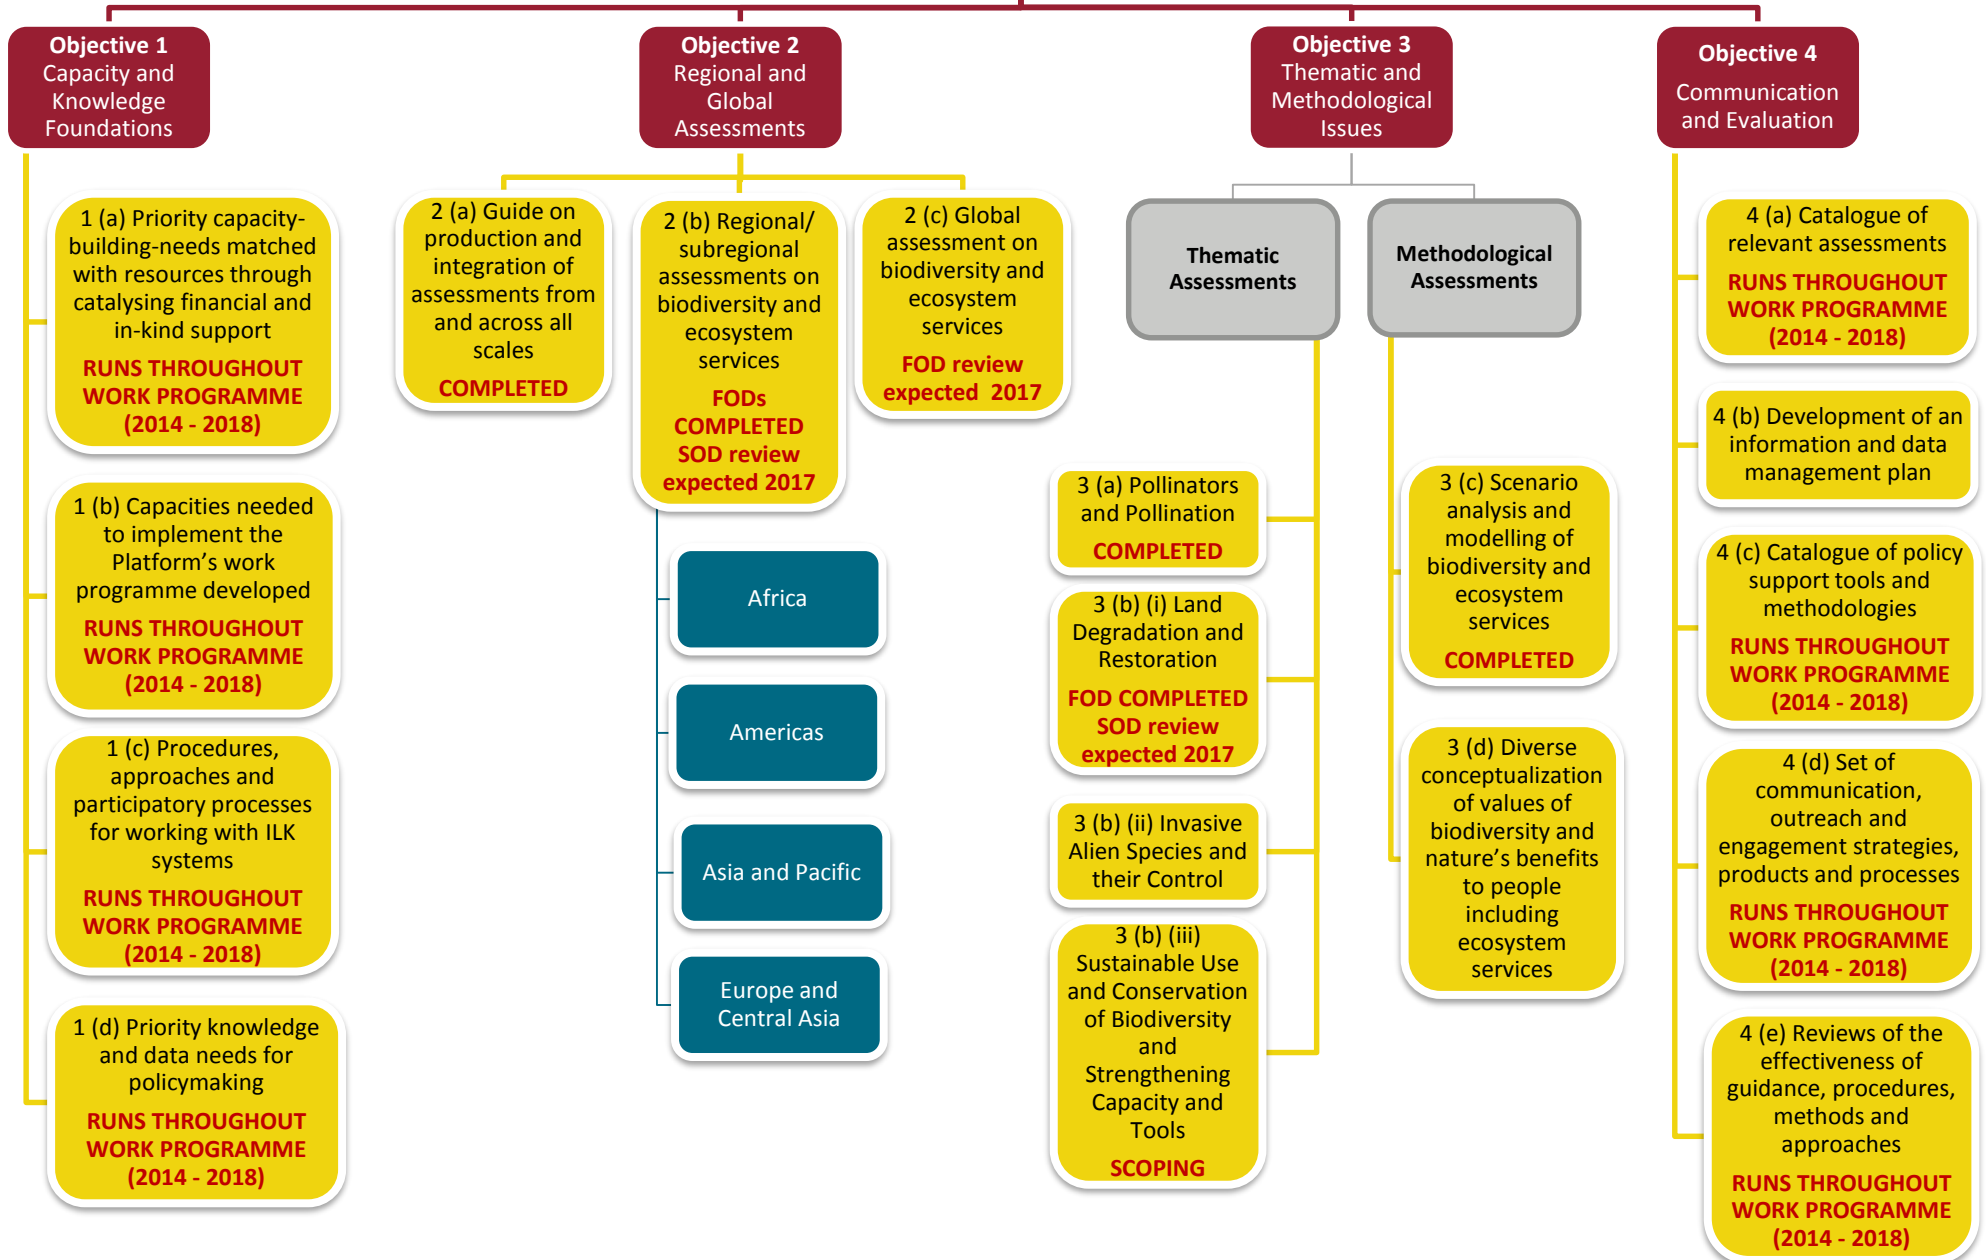 Objective 1
Capacity and
Knowledge
Foundations
1 (a) Priority capacity-
building-needs matched
with resources through
catalysing financial and
in-kind support
RUNS THROUGHOUT
WORK PROGRAMME
(2014 - 2018)
1 (b) Capacities needed
to implement the
Platform’s work
programme developed
RUNS THROUGHOUT
WORK PROGRAMME
(2014 - 2018)
1 (c) Procedures,
approaches and
participatory processes
for working with ILK
systems
RUNS THROUGHOUT
WORK PROGRAMME
(2014 - 2018)
1 (d) Priority knowledge
and data needs for
policymaking
RUNS THROUGHOUT
WORK PROGRAMME
(2014 - 2018)
Objective 2
Regional and
Global
Assessments
2 (a) Guide on
production and
integration of
assessments from
and across all
scales
COMPLETED
2 (b) Regional/
subregional
assessments on
biodiversity and
ecosystem
services
FODs
COMPLETED
SOD review
expected 2017
Africa
Americas
Asia and Pacific
Europe and
Central Asia
2 (c) Global
assessment on
biodiversity and
ecosystem
services
FOD review
expected 2017
Objective 3
Thematic and
Methodological
Issues
Thematic
Assessments
3 (a) Pollinators
and Pollination
COMPLETED
3 (b) (i) Land
Degradation and
Restoration
FOD COMPLETED
SOD review
expected 2017
3 (b) (ii) Invasive
Alien Species and
their Control
3 (b) (iii)
Sustainable Use
and Conservation
of Biodiversity
and
Strengthening
Capacity and
Tools
SCOPING
Methodological
Assessments
3 (c) Scenario
analysis and
modelling of
biodiversity and
ecosystem
services
COMPLETED
3 (d) Diverse
conceptualization
of values of
biodiversity and
nature’s benefits
to people
including
ecosystem
services
Objective 4
Communication
and Evaluation
4 (a) Catalogue of
relevant assessments
RUNS THROUGHOUT
WORK PROGRAMME
(2014 - 2018)
4 (b) Development of an
information and data
management plan
4 (c) Catalogue of policy
support tools and
methodologies
RUNS THROUGHOUT
WORK PROGRAMME
(2014 - 2018)
4 (d) Set of
communication,
outreach and
engagement strategies,
products and processes
RUNS THROUGHOUT
WORK PROGRAMME
(2014 - 2018)
4 (e) Reviews of the
effectiveness of
guidance, procedures,
methods and
approaches
RUNS THROUGHOUT
WORK PROGRAMME
(2014 - 2018)